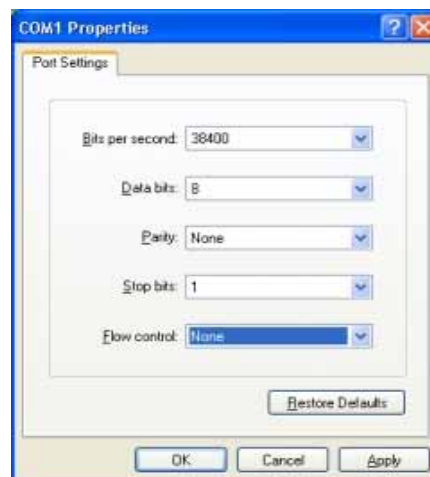 COM1 Properties
?
Port Settings
Bits per second: 38400
Data bits: 8
Parity: None
Stop bits: 1
Flow control: None
Restore Defaults
OK Cancel Apply